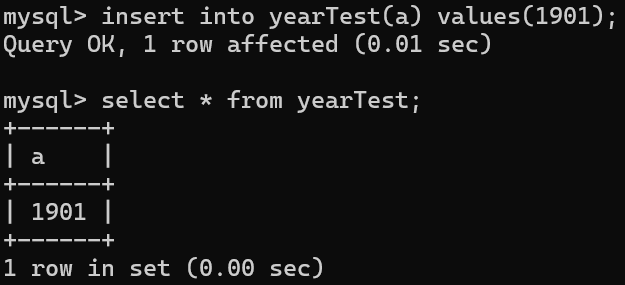 mysql> insert into yearTest(a) values(1901);
Query OK, 1 row affected (0.01 sec)

mysql> select * from yearTest;
+------+
| a    |
+------+
| 1901 |
+------+
1 row in set (0.00 sec)